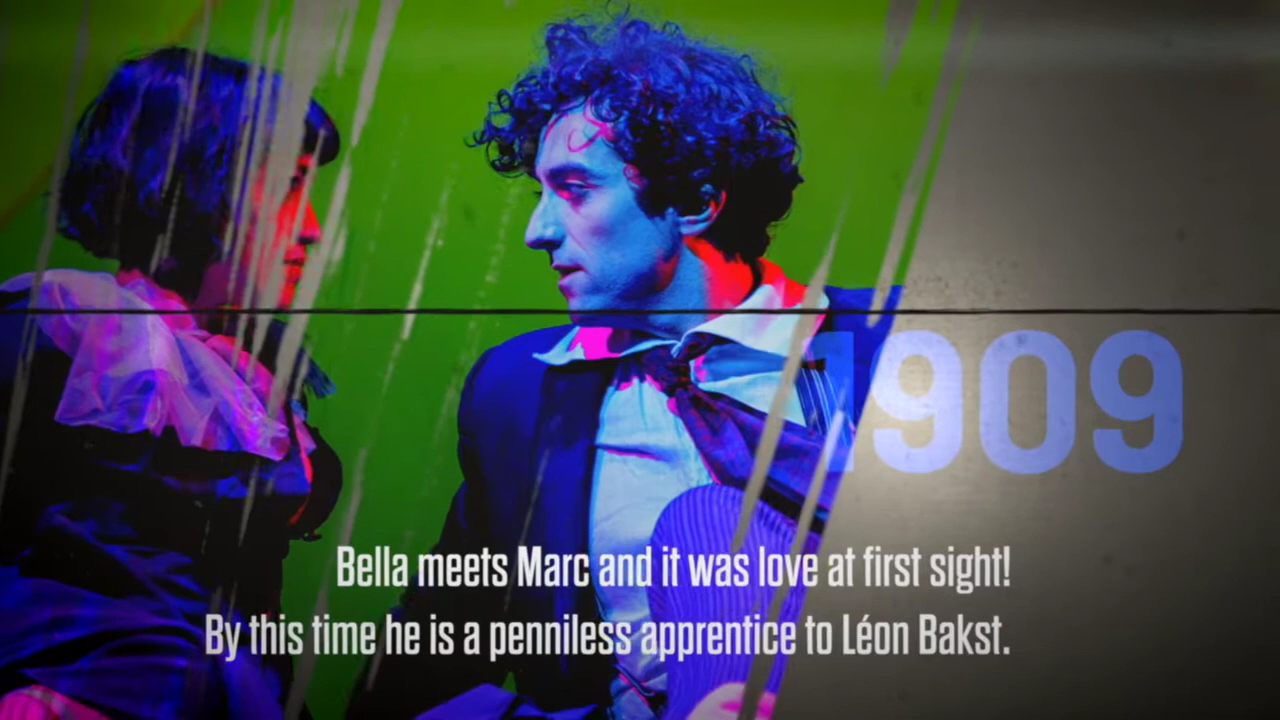 1909
Bella meets Marc and it was love at first sight!
By this time he is a penniless apprentice to Léon Bakst.